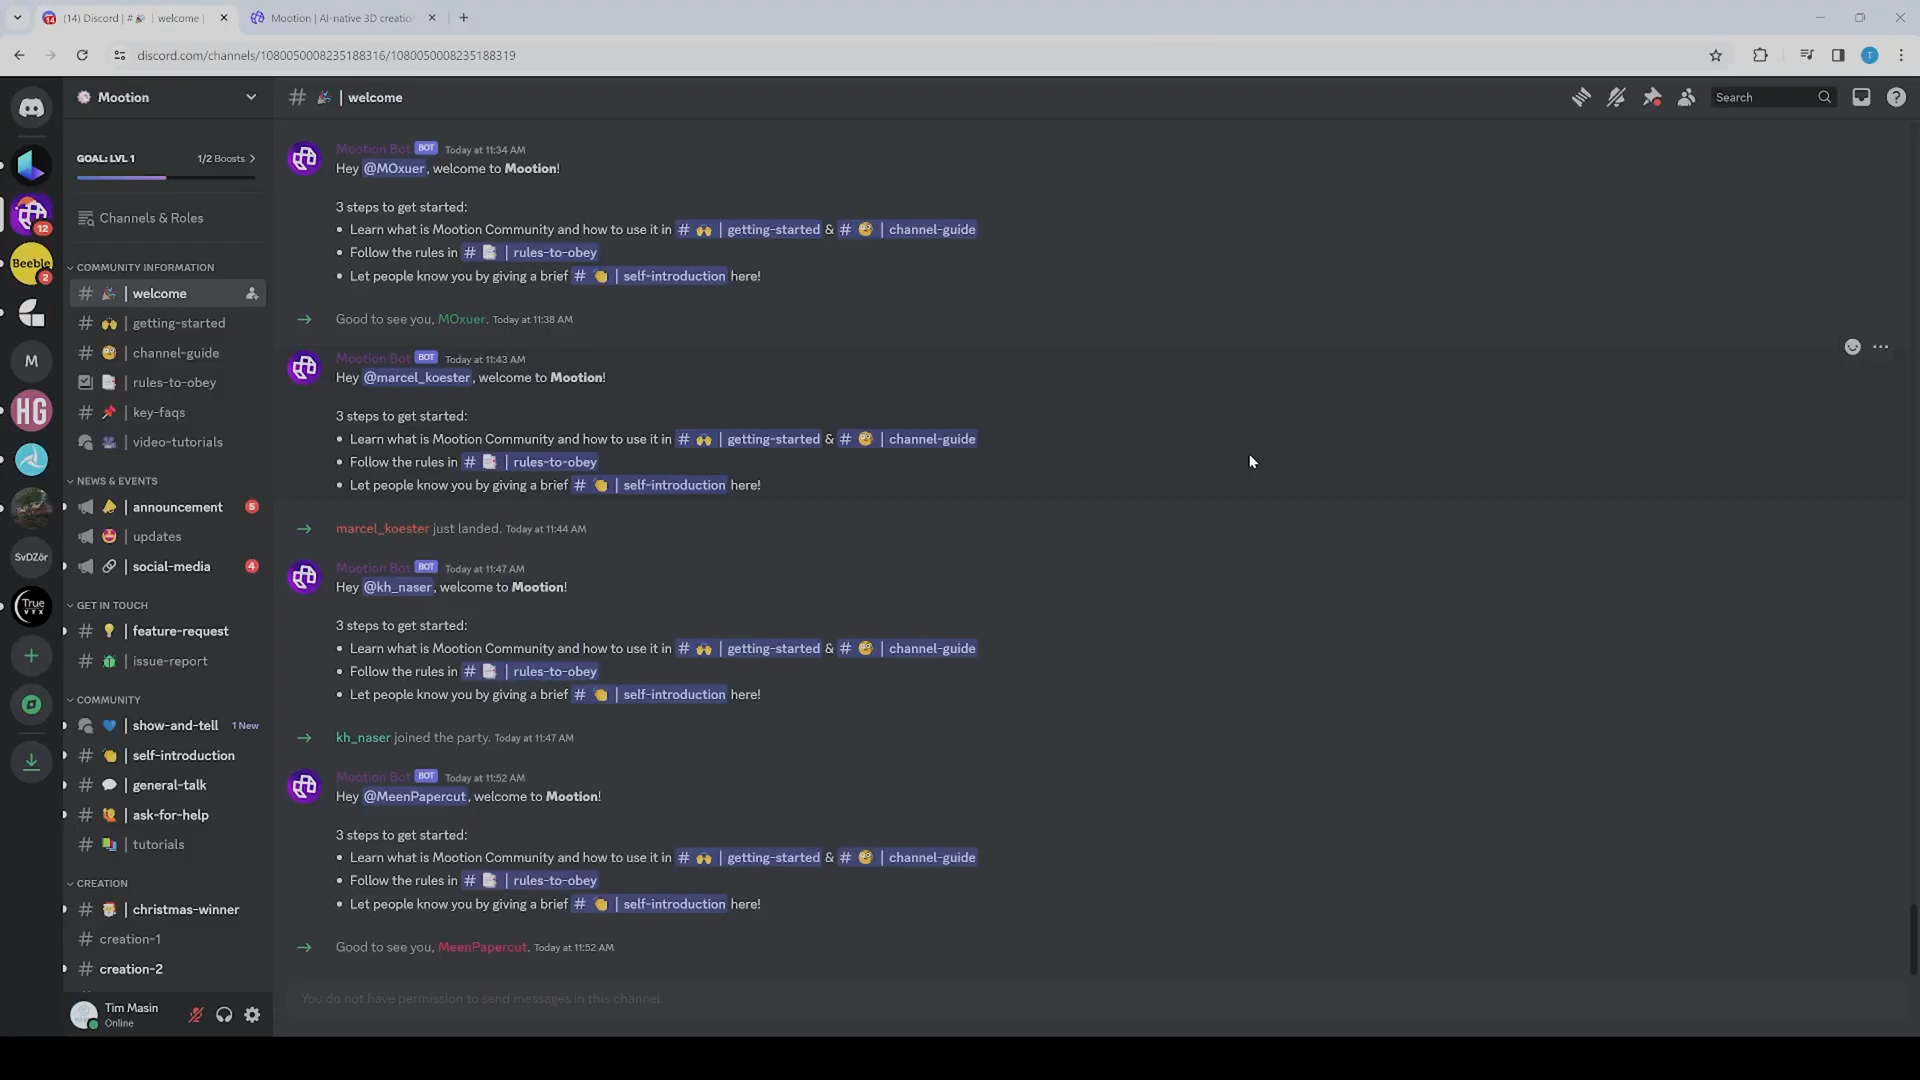 (14) Discord | # | welcome |
Mootion | AI-native 3D creatio
discord.com/channels/1080050008235188316/1080050008235188319
T
Mootion
# | welcome
Search
GOAL: LVL 1
1/2 Boosts
Channels & Roles
COMMUNITY INFORMATION
# | welcome
# | getting-started
# | channel-guide
| rules-to-obey
# | key-faqs
| video-tutorials
NEWS & EVENTS
| announcement 5
| updates
| social-media 4
GET IN TOUCH
# | feature-request
# | issue-report
COMMUNITY
| show-and-tell 1 New
# | self-introduction
# | general-talk
# | ask-for-help
# | tutorials
CREATION
# | christmas-winner
# creation-1
# creation-2
Tim Masin
Online
12
Beeble
2
M
HG
SvDZör
True
VFX
Mootion Bot BOT Today at 11:34 AM
Hey @MOxuer, welcome to Mootion!
3 steps to get started:
• Learn what is Mootion Community and how to use it in # | getting-started & # | channel-guide
• Follow the rules in # | rules-to-obey
• Let people know you by giving a brief # | self-introduction here!
Good to see you, MOxuer. Today at 11:38 AM
Mootion Bot BOT Today at 11:43 AM
Hey @marcel_koester, welcome to Mootion!
3 steps to get started:
• Learn what is Mootion Community and how to use it in # | getting-started & # | channel-guide
• Follow the rules in # | rules-to-obey
• Let people know you by giving a brief # | self-introduction here!
marcel_koester just landed. Today at 11:44 AM
Mootion Bot BOT Today at 11:47 AM
Hey @kh_naser, welcome to Mootion!
3 steps to get started:
• Learn what is Mootion Community and how to use it in # | getting-started & # | channel-guide
• Follow the rules in # | rules-to-obey
• Let people know you by giving a brief # | self-introduction here!
kh_naser joined the party. Today at 11:47 AM
Mootion Bot BOT Today at 11:52 AM
Hey @MeenPapercut, welcome to Mootion!
3 steps to get started:
• Learn what is Mootion Community and how to use it in # | getting-started & # | channel-guide
• Follow the rules in # | rules-to-obey
• Let people know you by giving a brief # | self-introduction here!
Good to see you, MeenPapercut. Today at 11:52 AM
You do not have permission to send messages in this channel.